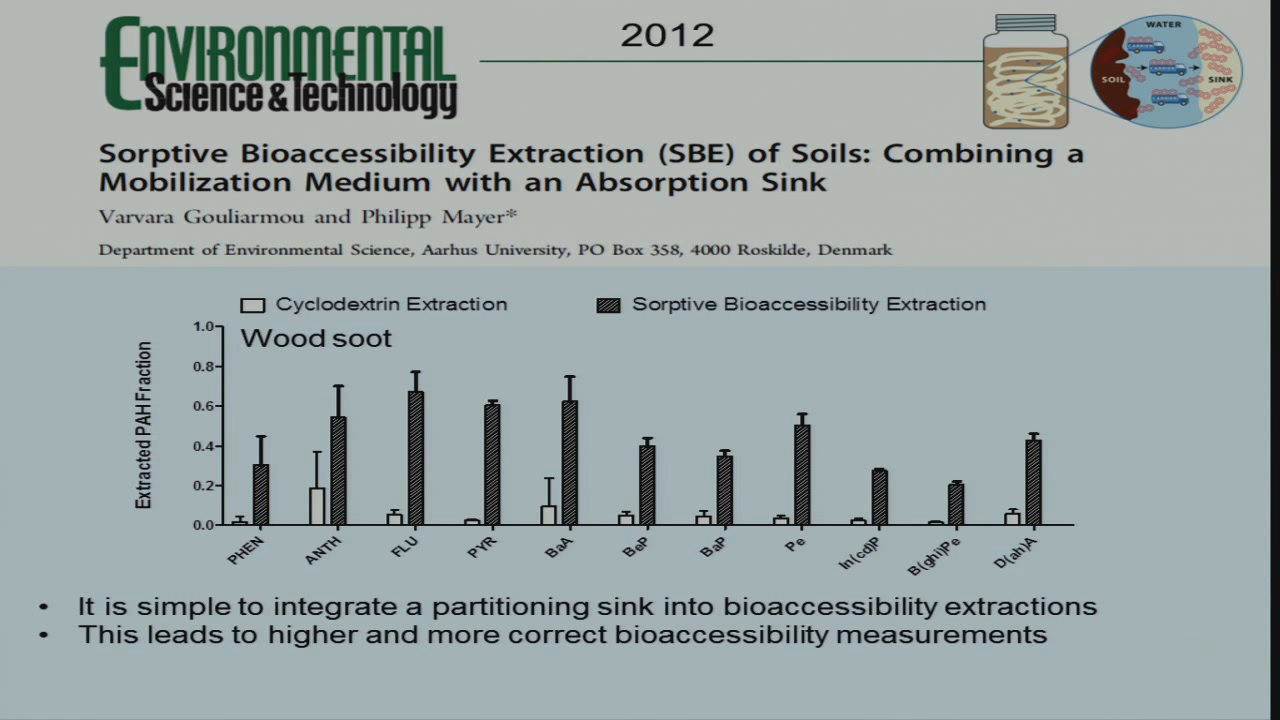 ENVIRONMENTAL
Science & Technology
2012
WATER
CARRIER
CARRIER
CARRIER
SOIL
SINK
Sorptive Bioaccessibility Extraction (SBE) of Soils: Combining a
Mobilization Medium with an Absorption Sink
Varvara Gouliarmou and Philipp Mayer*
Department of Environmental Science, Aarhus University, PO Box 358, 4000 Roskilde, Denmark
Cyclodextrin Extraction
Sorptive Bioaccessibility Extraction
Wood soot
Extracted PAH Fraction
1.0
0.8
0.6
0.4
0.2
0.0
PHEN
ANTH
FLU
PYR
BaA
BeP
BaP
Pe
In(cd)P
B(ghi)Pe
D(ah)A
• It is simple to integrate a partitioning sink into bioaccessibility extractions
• This leads to higher and more correct bioaccessibility measurements